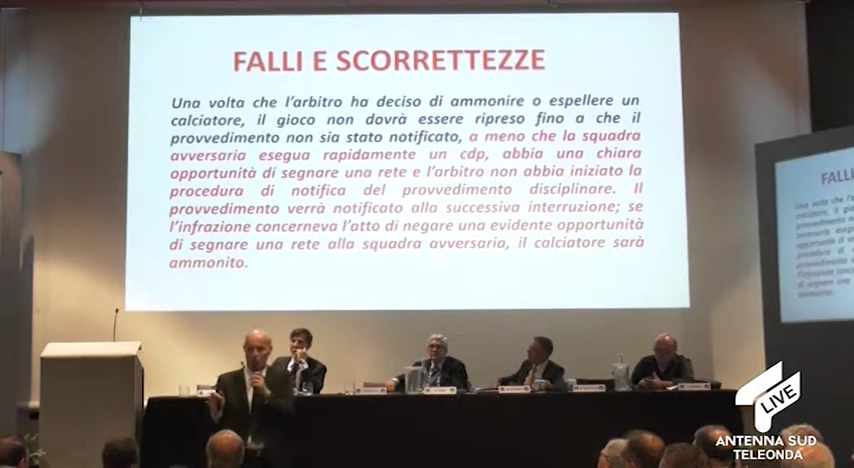 FALLI E SCORRETTEZZE
Una volta che l'arbitro ha deciso di ammonire o espellere un
calciatore, il gioco non dovrà essere ripreso fino a che il
provvedimento non sia stato notificato, a meno che la squadra
avversaria esegua rapidamente un cdp, abbia una chiara
opportunità di segnare una rete e l'arbitro non abbia iniziato la
procedura di notifica del provvedimento disciplinare. Il
provvedimento verrà notificato alla successiva interruzione; se
l'infrazione concerneva l'atto di negare una evidente opportunità
di segnare una rete alla squadra avversaria, il calciatore sarà
ammonito.
FALLI
LIVE
ANTENNA SUD
TELEONDA